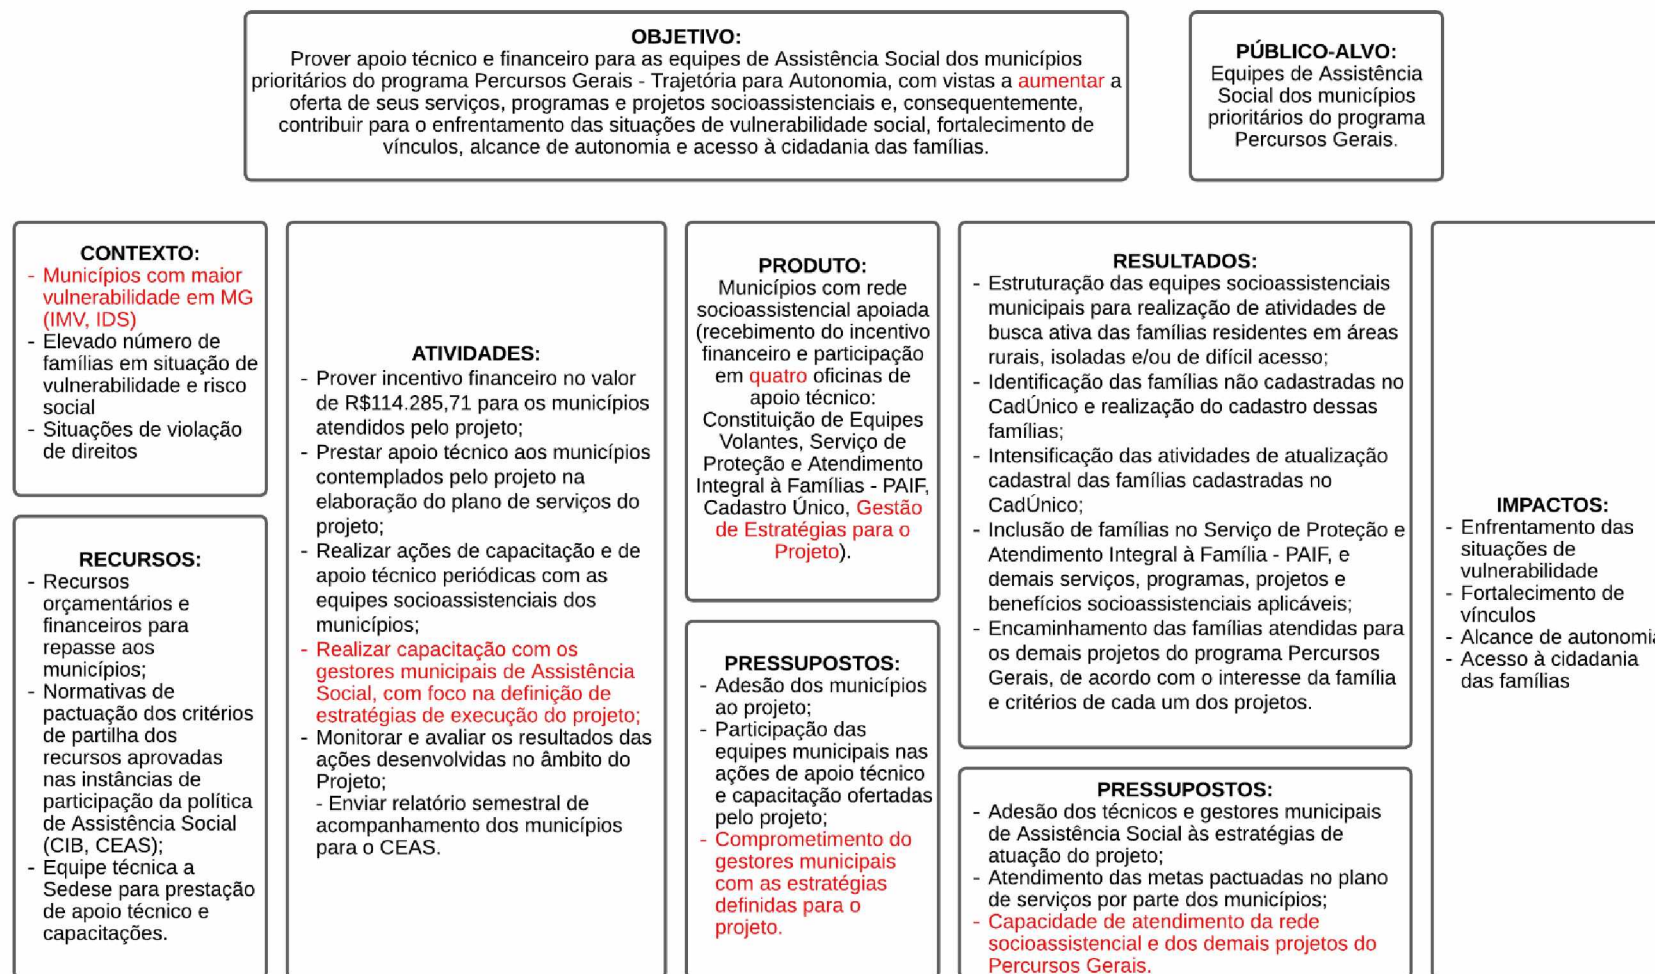 OBJETIVO:
Prover apoio técnico e financeiro para as equipes de Assistência Social dos municípios
prioritários do programa Percursos Gerais - Trajetória para Autonomia, com vistas a aumentar a
oferta de seus serviços, programas e projetos socioassistenciais e, consequentemente,
contribuir para o enfrentamento das situações de vulnerabilidade social, fortalecimento de
vínculos, alcance de autonomia e acesso à cidadania das famílias.
PÚBLICO-ALVO:
Equipes de Assistência
Social dos municípios
prioritários do programa
Percursos Gerais.
CONTEXTO:
- Municípios com maior
vulnerabilidade em MG
(IMV, IDS)
- Elevado número de
famílias em situação de
vulnerabilidade e risco
social
- Situações de violação
de direitos
RECURSOS:
- Recursos
orçamentários e
financeiros para
repasse aos
municípios;
- Normativas de
pactuação dos critérios
de partilha dos
recursos aprovadas
nas instâncias de
participação da política
de Assistência Social
(CIB, CEAS);
- Equipe técnica a
Sedese para prestação
de apoio técnico e
capacitações.
ATIVIDADES:
- Prover incentivo financeiro no valor
de R$114.285,71 para os municípios
atendidos pelo projeto;
- Prestar apoio técnico aos municípios
contemplados pelo projeto na
elaboração do plano de serviços do
projeto;
- Realizar ações de capacitação e de
apoio técnico periódicas com as
equipes socioassistenciais dos
municípios;
- Realizar capacitação com os
gestores municipais de Assistência
Social, com foco na definição de
estratégias de execução do projeto;
- Monitorar e avaliar os resultados das
ações desenvolvidas no âmbito do
Projeto;
- Enviar relatório semestral de
acompanhamento dos municípios
para o CEAS.
PRODUTO:
Municípios com rede
socioassistencial apoiada
(recebimento do incentivo
financeiro e participação
em quatro oficinas de
apoio técnico:
Constituição de Equipes
Volantes, Serviço de
Proteção e Atendimento
Integral à Famílias - PAIF,
Cadastro Único, Gestão
de Estratégias para o
Projeto).
PRESSUPOSTOS:
- Adesão dos municípios
ao projeto;
- Participação das
equipes municipais nas
ações de apoio técnico
e capacitação ofertadas
pelo projeto;
- Comprometimento do
gestores municipais
com as estratégias
definidas para o
projeto.
RESULTADOS:
- Estruturação das equipes socioassistenciais
municipais para realização de atividades de
busca ativa das famílias residentes em áreas
rurais, isoladas e/ou de difícil acesso;
- Identificação das famílias não cadastradas no
CadÚnico e realização do cadastro dessas
famílias;
- Intensificação das atividades de atualização
cadastral das famílias cadastradas no
CadÚnico;
- Inclusão de famílias no Serviço de Proteção e
Atendimento Integral à Família - PAIF, e
demais serviços, programas, projetos e
benefícios socioassistenciais aplicáveis;
- Encaminhamento das famílias atendidas para
os demais projetos do programa Percursos
Gerais, de acordo com o interesse da família
e critérios de cada um dos projetos.
PRESSUPOSTOS:
- Adesão dos técnicos e gestores municipais
de Assistência Social às estratégias de
atuação do projeto;
- Atendimento das metas pactuadas no plano
de serviços por parte dos municípios;
- Capacidade de atendimento da rede
socioassistencial e dos demais projetos do
Percursos Gerais.
IMPACTOS:
- Enfrentamento das
situações de
vulnerabilidade
- Fortalecimento de
vínculos
- Alcance de autonomia
- Acesso à cidadania
das famílias